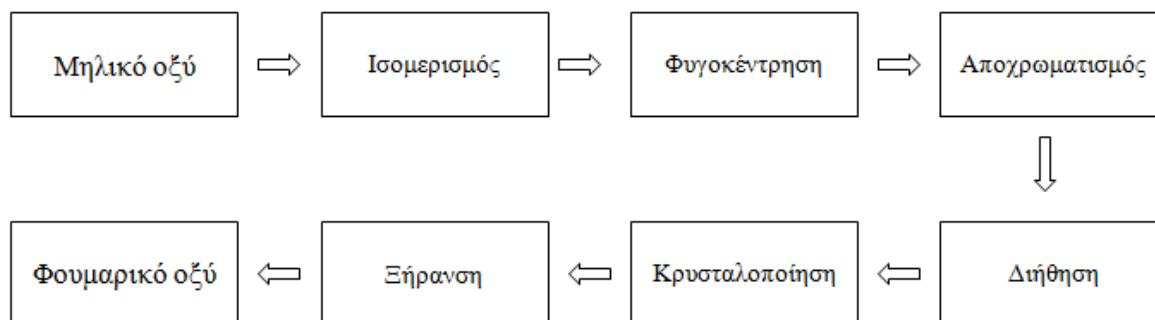 Μηλικό οξύ
Ισομερισμός
Φυγοκέντρηση
Αποχρωματισμός
Διήθηση
Κρυσταλοποίηση
Ξήρανση
Φουμαρικό οξύ